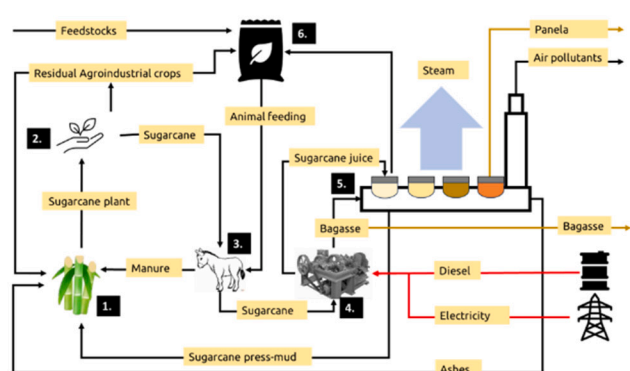 Feedstocks
6.
Panela
Air pollutants
Residual Agroindustrial crops
Steam
Animal feeding
2.
Sugarcane
Sugarcane juice
5.
Sugarcane plant
Bagasse
Bagasse
3.
Manure
Diesel
1.
Sugarcane
4.
Electricity
Sugarcane press-mud
Ashes